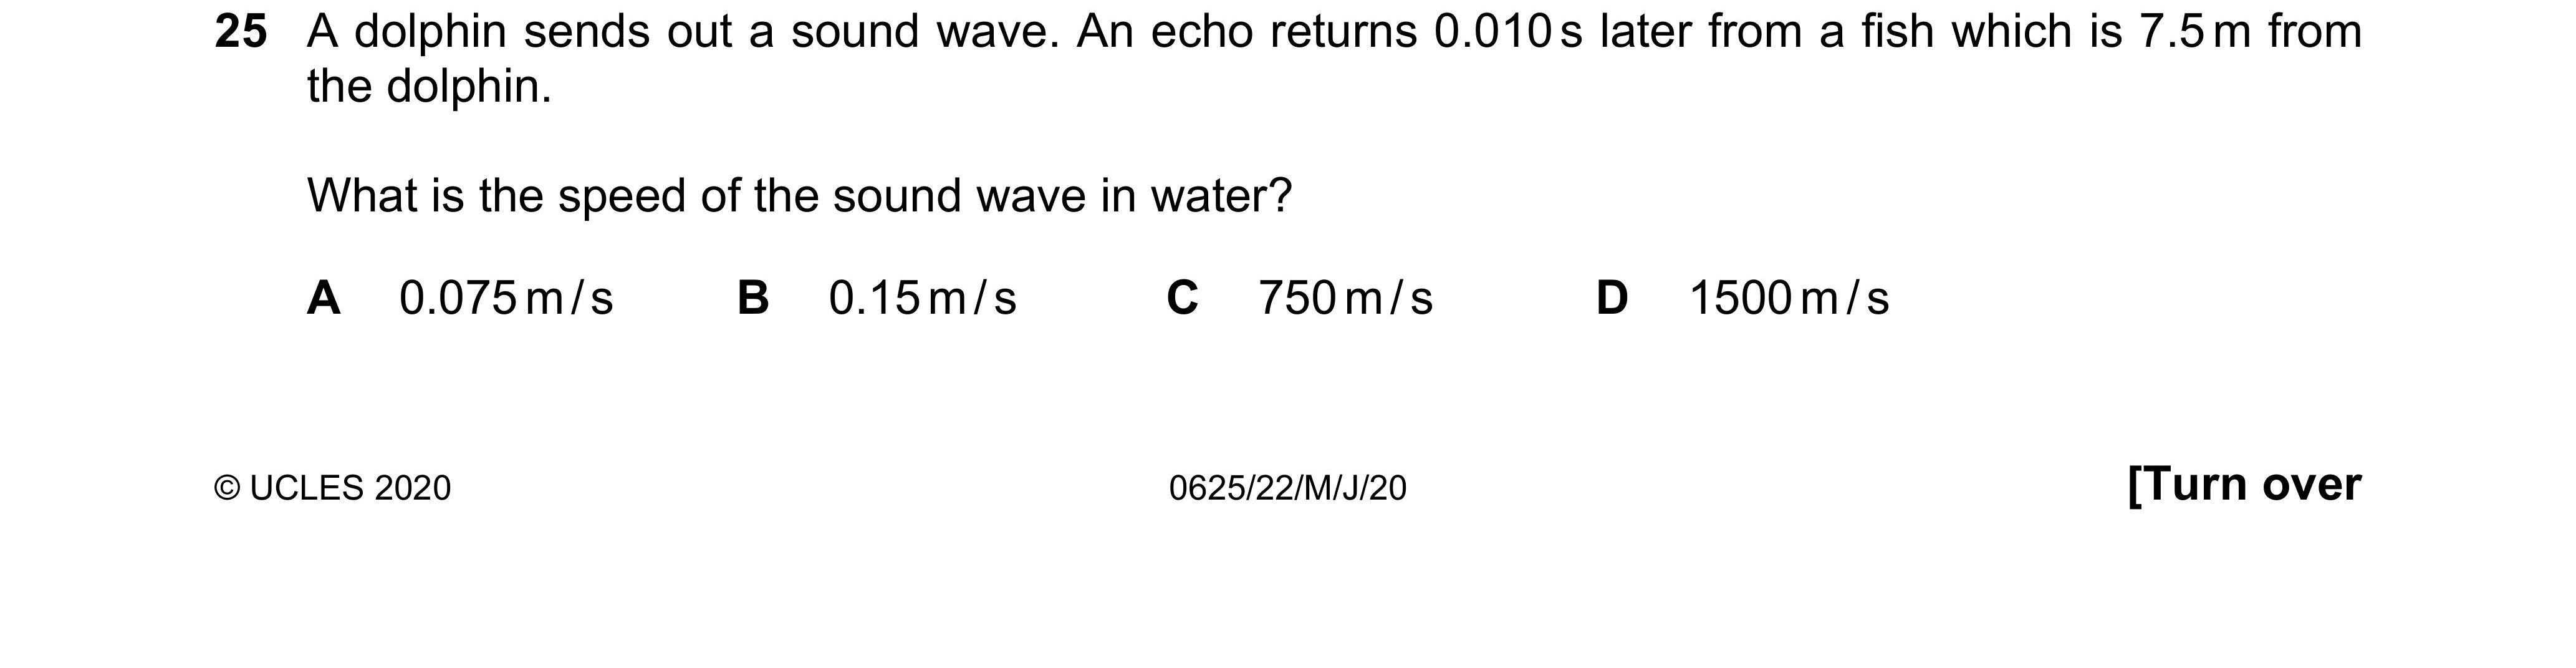 25 A dolphin sends out a sound wave. An echo returns 0.010 s later from a fish which is 7.5 m from
the dolphin.
What is the speed of the sound wave in water?
A 0.075 m / s B 0.15 m / s C 750 m / s D 1500 m / s
© UCLES 2020 0625/22/M/J/20 [Turn over